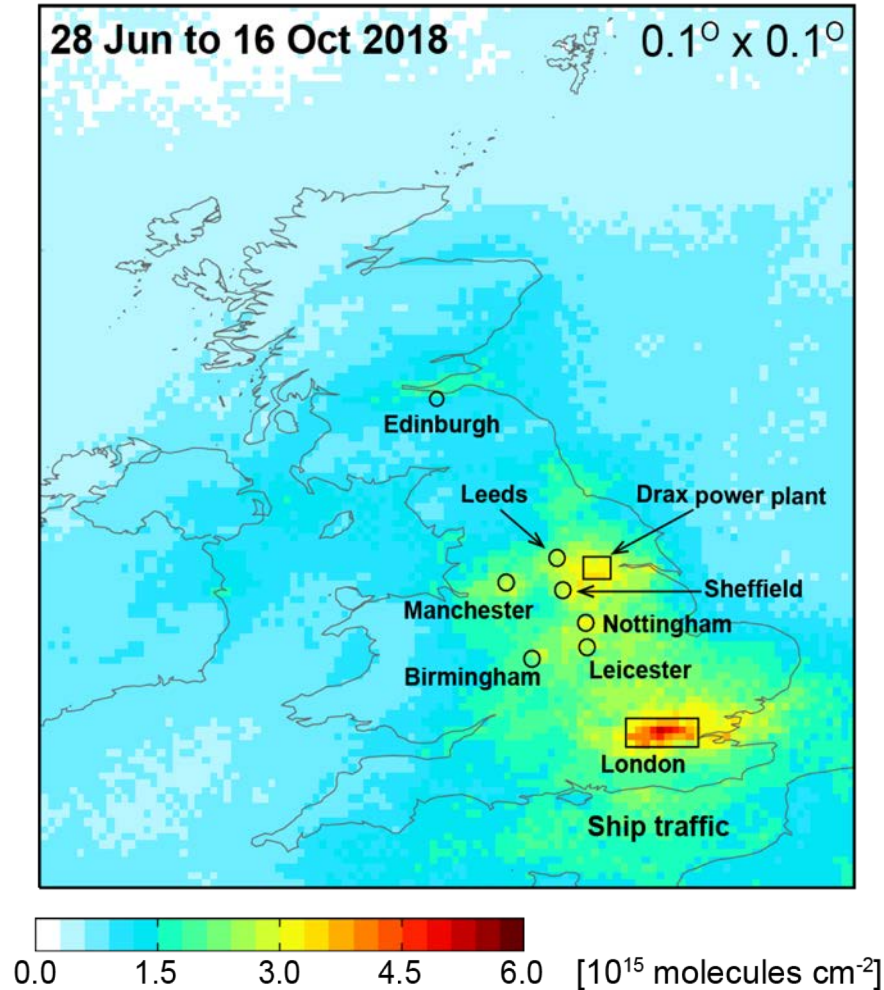 28 Jun to 16 Oct 2018
0.1° x 0.1°
Edinburgh
Leeds
Drax power plant
Manchester
Sheffield
Nottingham
Birmingham
Leicester
London
Ship traffic
0.0 1.5 3.0 4.5 6.0 [10¹⁵ molecules cm⁻²]